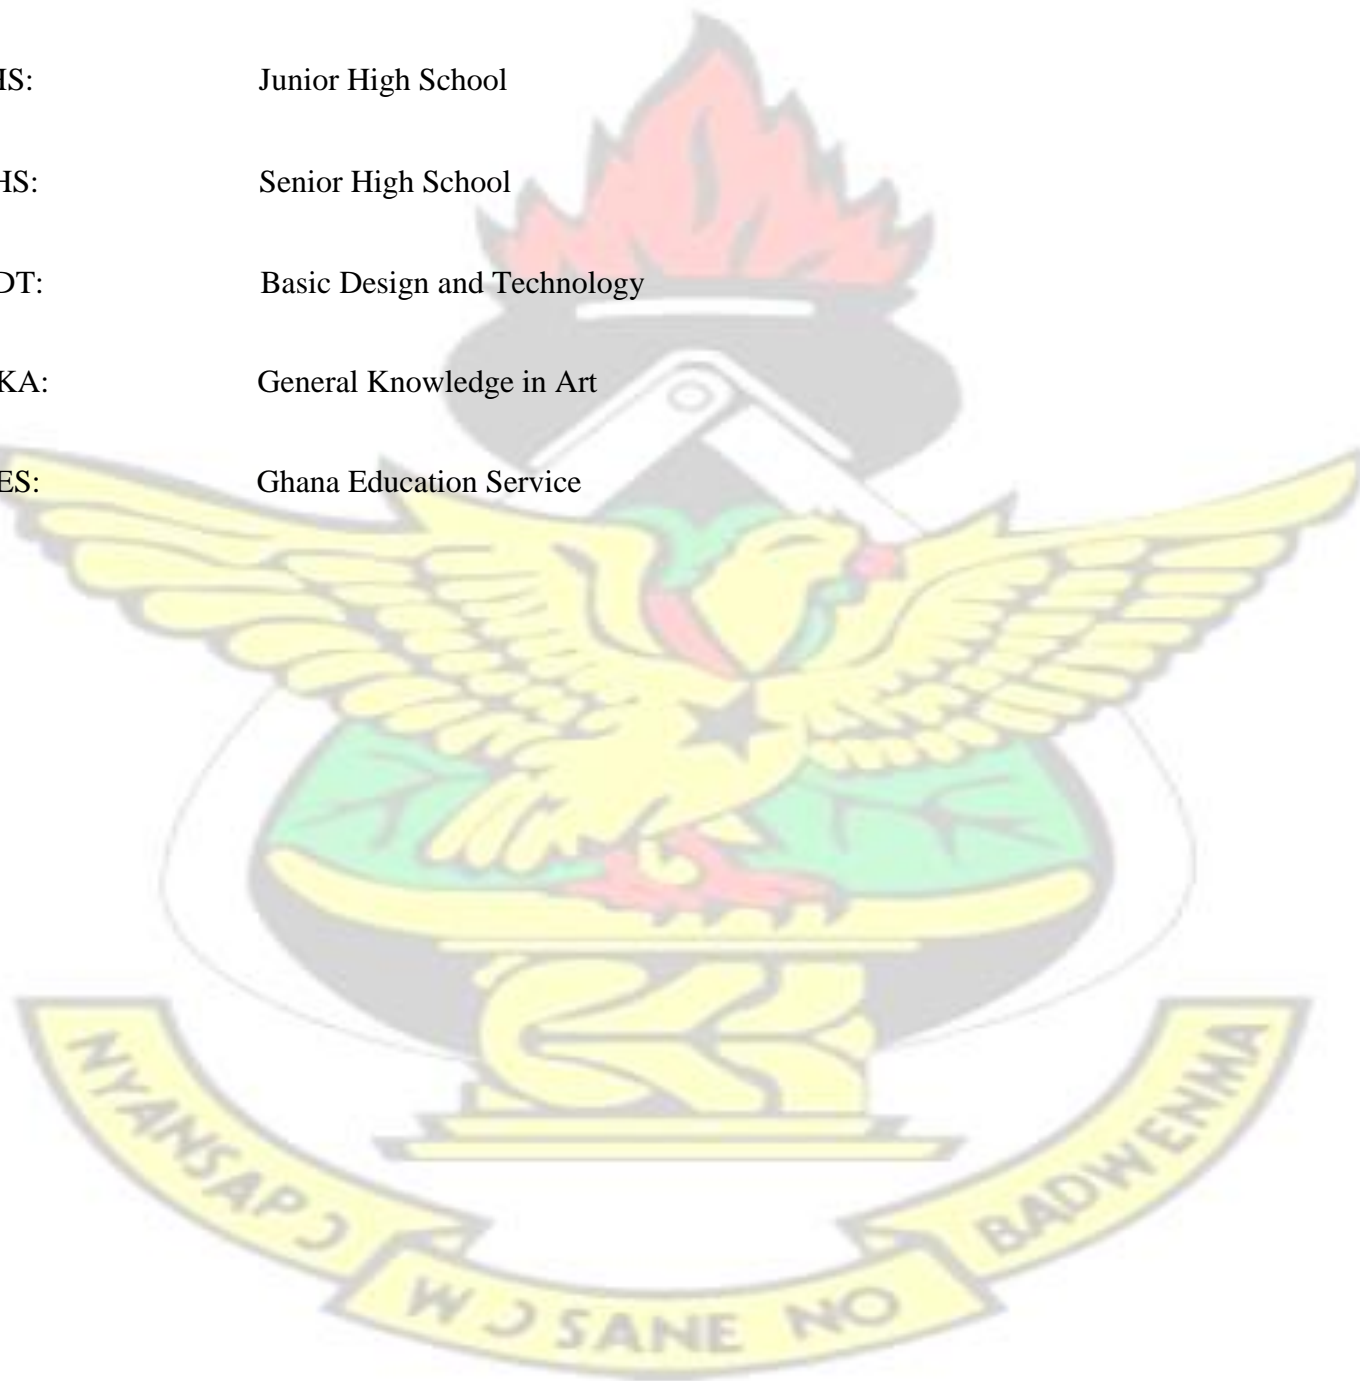 HS: Junior High School
HS: Senior High School
DT: Basic Design and Technology
KA: General Knowledge in Art
ES: Ghana Education Service
NYANSAPƆ
WƆSANE NO
BADWENMA